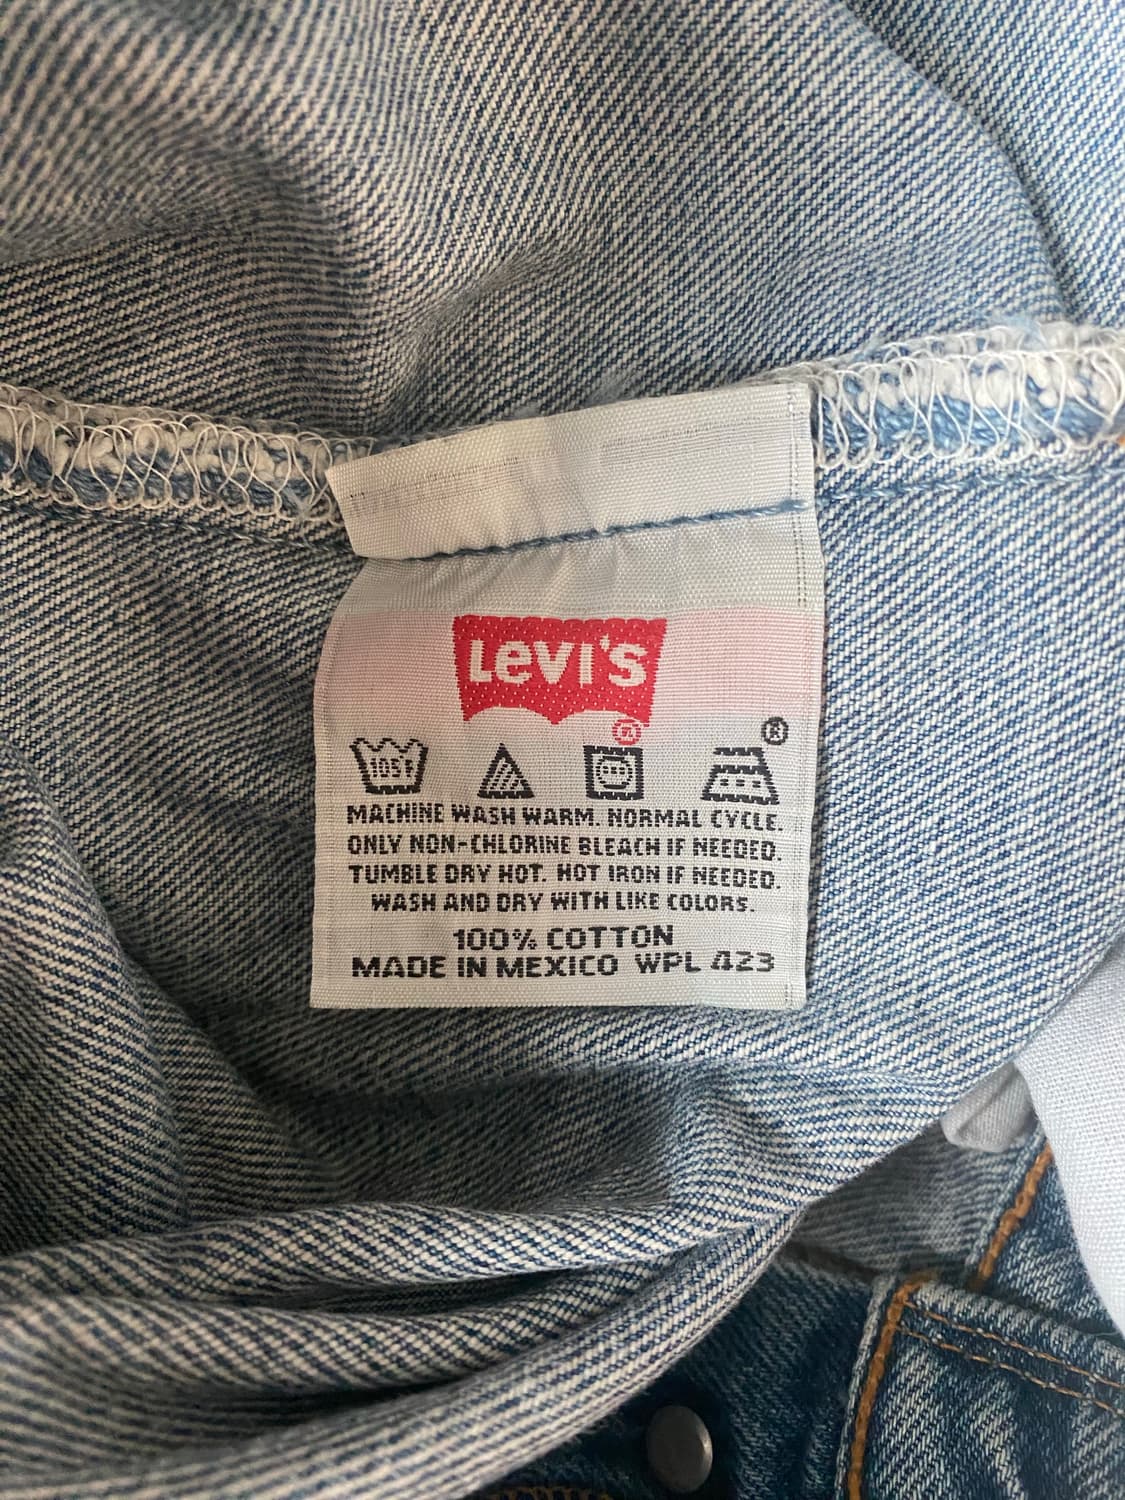 LEVI'S
®
®
105°F
MACHINE WASH WARM. NORMAL CYCLE.
ONLY NON-CHLORINE BLEACH IF NEEDED.
TUMBLE DRY HOT. HOT IRON IF NEEDED.
WASH AND DRY WITH LIKE COLORS.
100% COTTON
MADE IN MEXICO WPL 423